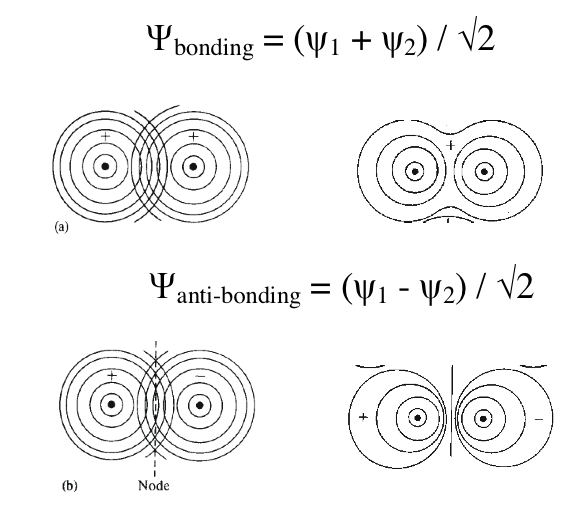 Ψbonding = (ψ1 + ψ2) / √2
+ + +
(a)
Ψanti-bonding = (ψ1 - ψ2) / √2
+ − + −
(b) Node